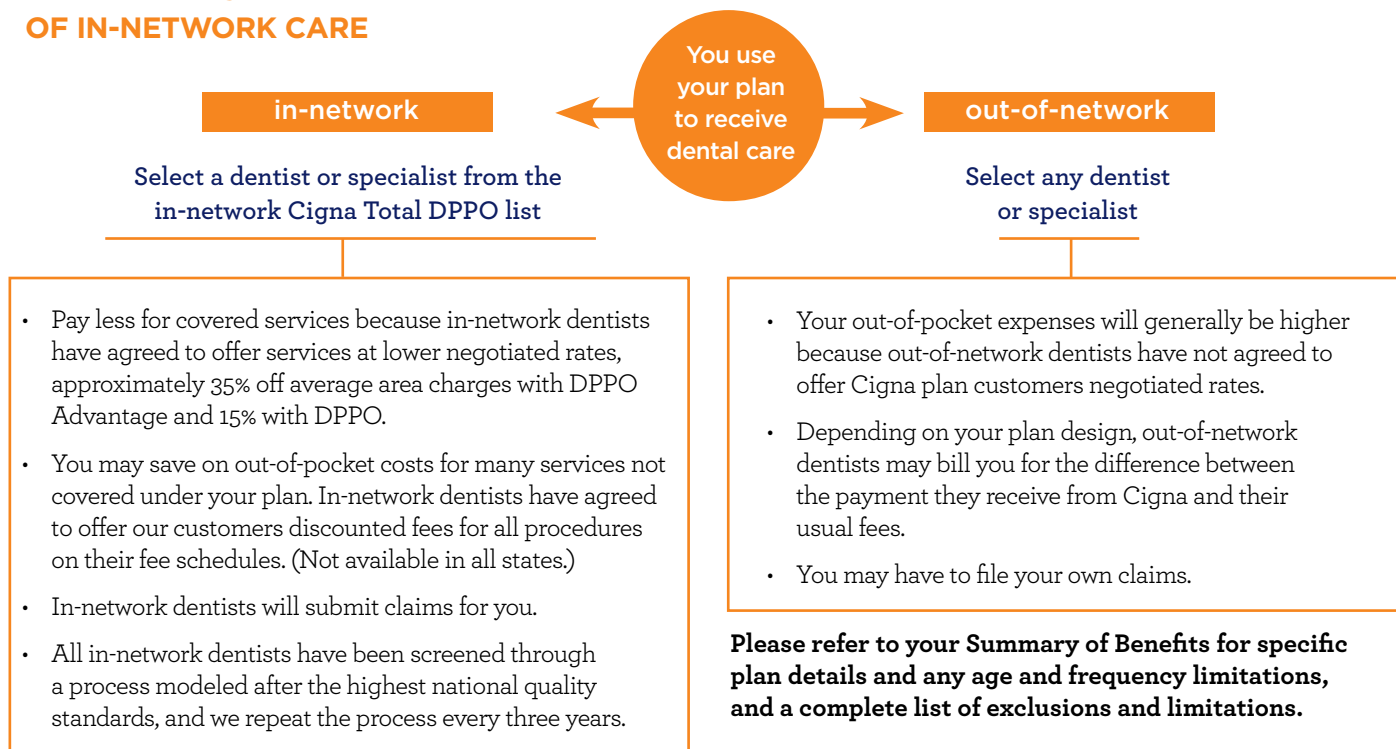 OF IN-NETWORK CARE
You use
your plan
to receive
dental care
in-network
Select a dentist or specialist from the
in-network Cigna Total DPPO list
• Pay less for covered services because in-network dentists
have agreed to offer services at lower negotiated rates,
approximately 35% off average area charges with DPPO
Advantage and 15% with DPPO.
• You may save on out-of-pocket costs for many services not
covered under your plan. In-network dentists have agreed
to offer our customers discounted fees for all procedures
on their fee schedules. (Not available in all states.)
• In-network dentists will submit claims for you.
• All in-network dentists have been screened through
a process modeled after the highest national quality
standards, and we repeat the process every three years.
out-of-network
Select any dentist
or specialist
• Your out-of-pocket expenses will generally be higher
because out-of-network dentists have not agreed to
offer Cigna plan customers negotiated rates.
• Depending on your plan design, out-of-network
dentists may bill you for the difference between
the payment they receive from Cigna and their
usual fees.
• You may have to file your own claims.
Please refer to your Summary of Benefits for specific
plan details and any age and frequency limitations,
and a complete list of exclusions and limitations.